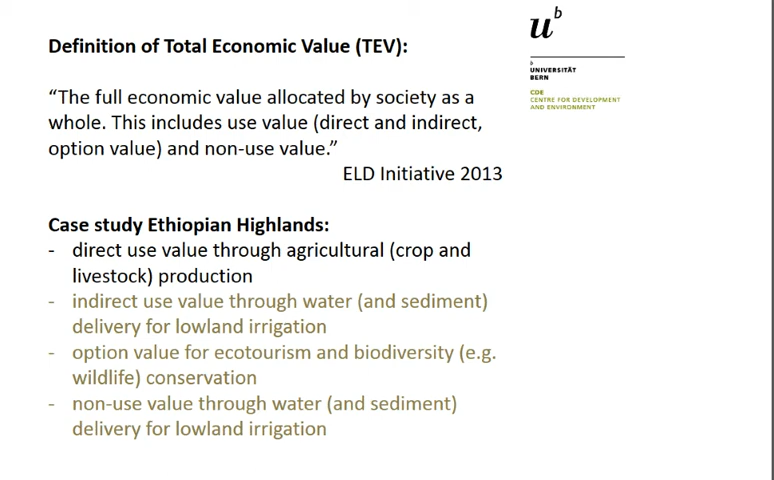 Definition of Total Economic Value (TEV):
“The full economic value allocated by society as a
whole. This includes use value (direct and indirect,
option value) and non-use value.”
ELD Initiative 2013
Case study Ethiopian Highlands:
- direct use value through agricultural (crop and
livestock) production
- indirect use value through water (and sediment)
delivery for lowland irrigation
- option value for ecotourism and biodiversity (e.g.
wildlife) conservation
- non-use value through water (and sediment)
delivery for lowland irrigation
u b
b
UNIVERSITÄT
BERN
CDE
CENTRE FOR DEVELOPMENT
AND ENVIRONMENT